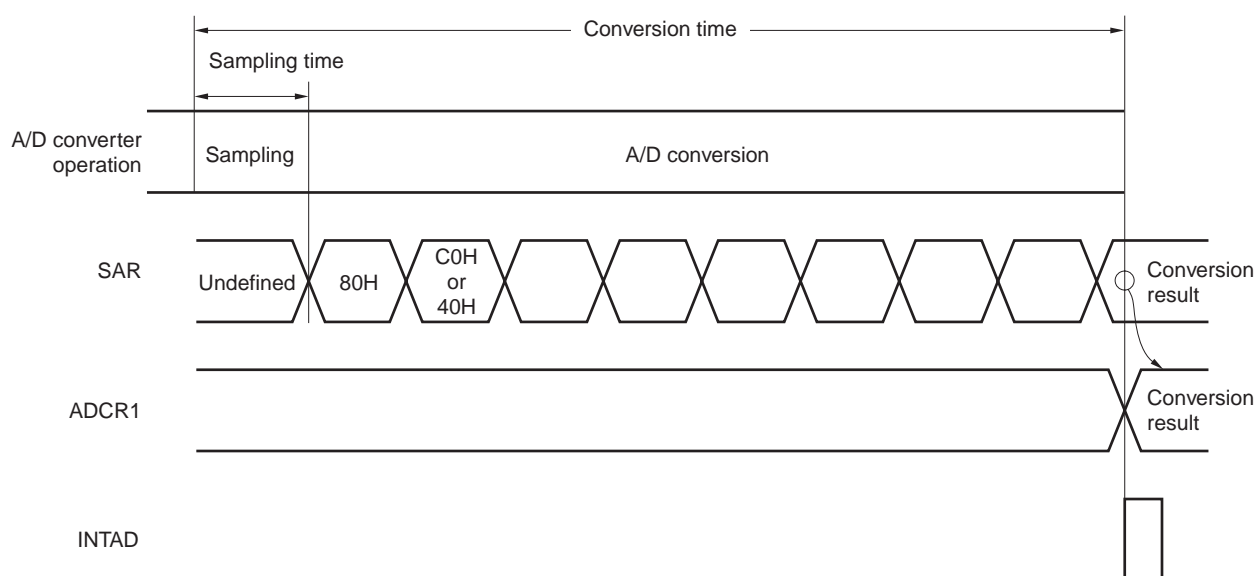 Conversion time
Sampling time
A/D converter
operation
Sampling
A/D conversion
SAR
Undefined
80H
C0H
or
40H
Conversion
result
ADCR1
Conversion
result
INTAD